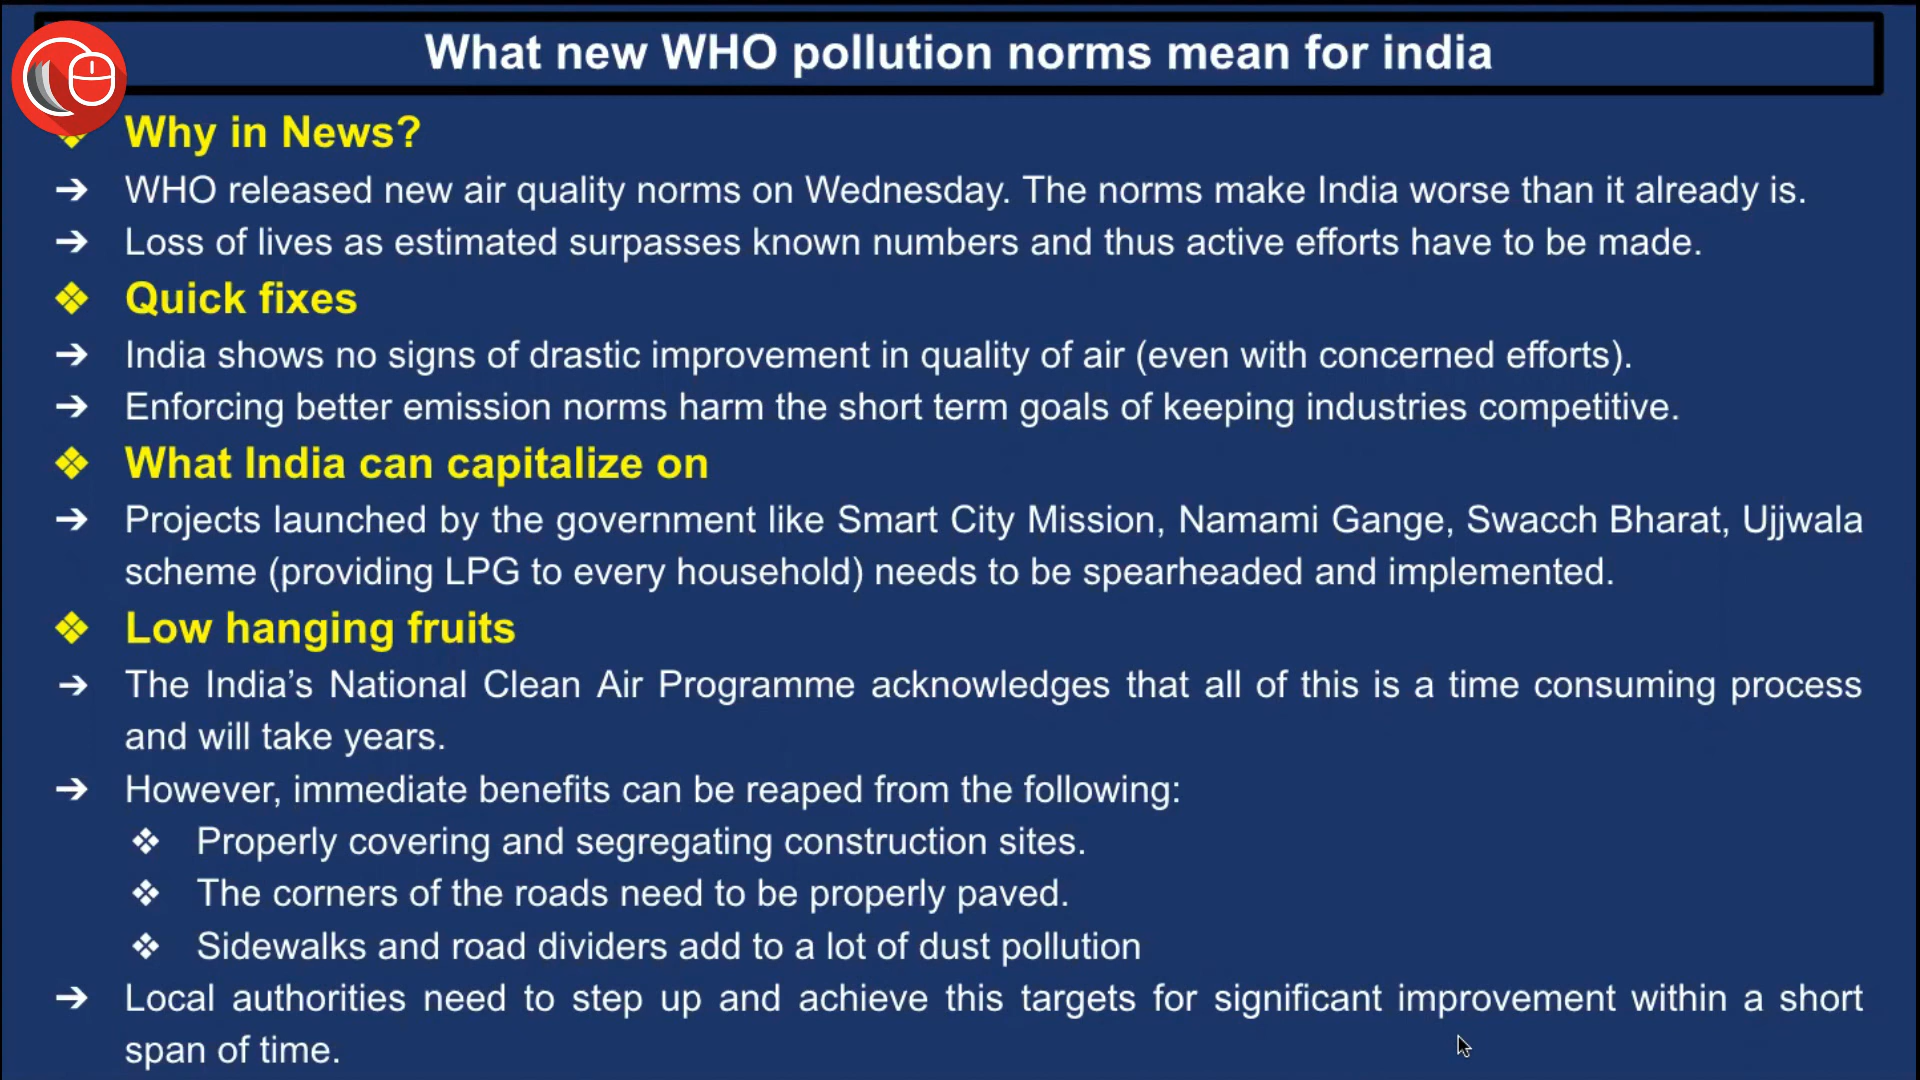 What new WHO pollution norms mean for india
❖ Why in News?
➔ WHO released new air quality norms on Wednesday. The norms make India worse than it already is.
➔ Loss of lives as estimated surpasses known numbers and thus active efforts have to be made.
❖ Quick fixes
➔ India shows no signs of drastic improvement in quality of air (even with concerned efforts).
➔ Enforcing better emission norms harm the short term goals of keeping industries competitive.
❖ What India can capitalize on
➔ Projects launched by the government like Smart City Mission, Namami Gange, Swacch Bharat, Ujjwala
scheme (providing LPG to every household) needs to be spearheaded and implemented.
❖ Low hanging fruits
➔ The India’s National Clean Air Programme acknowledges that all of this is a time consuming process
and will take years.
➔ However, immediate benefits can be reaped from the following:
❖ Properly covering and segregating construction sites.
❖ The corners of the roads need to be properly paved.
❖ Sidewalks and road dividers add to a lot of dust pollution
➔ Local authorities need to step up and achieve this targets for significant improvement within a short
span of time.